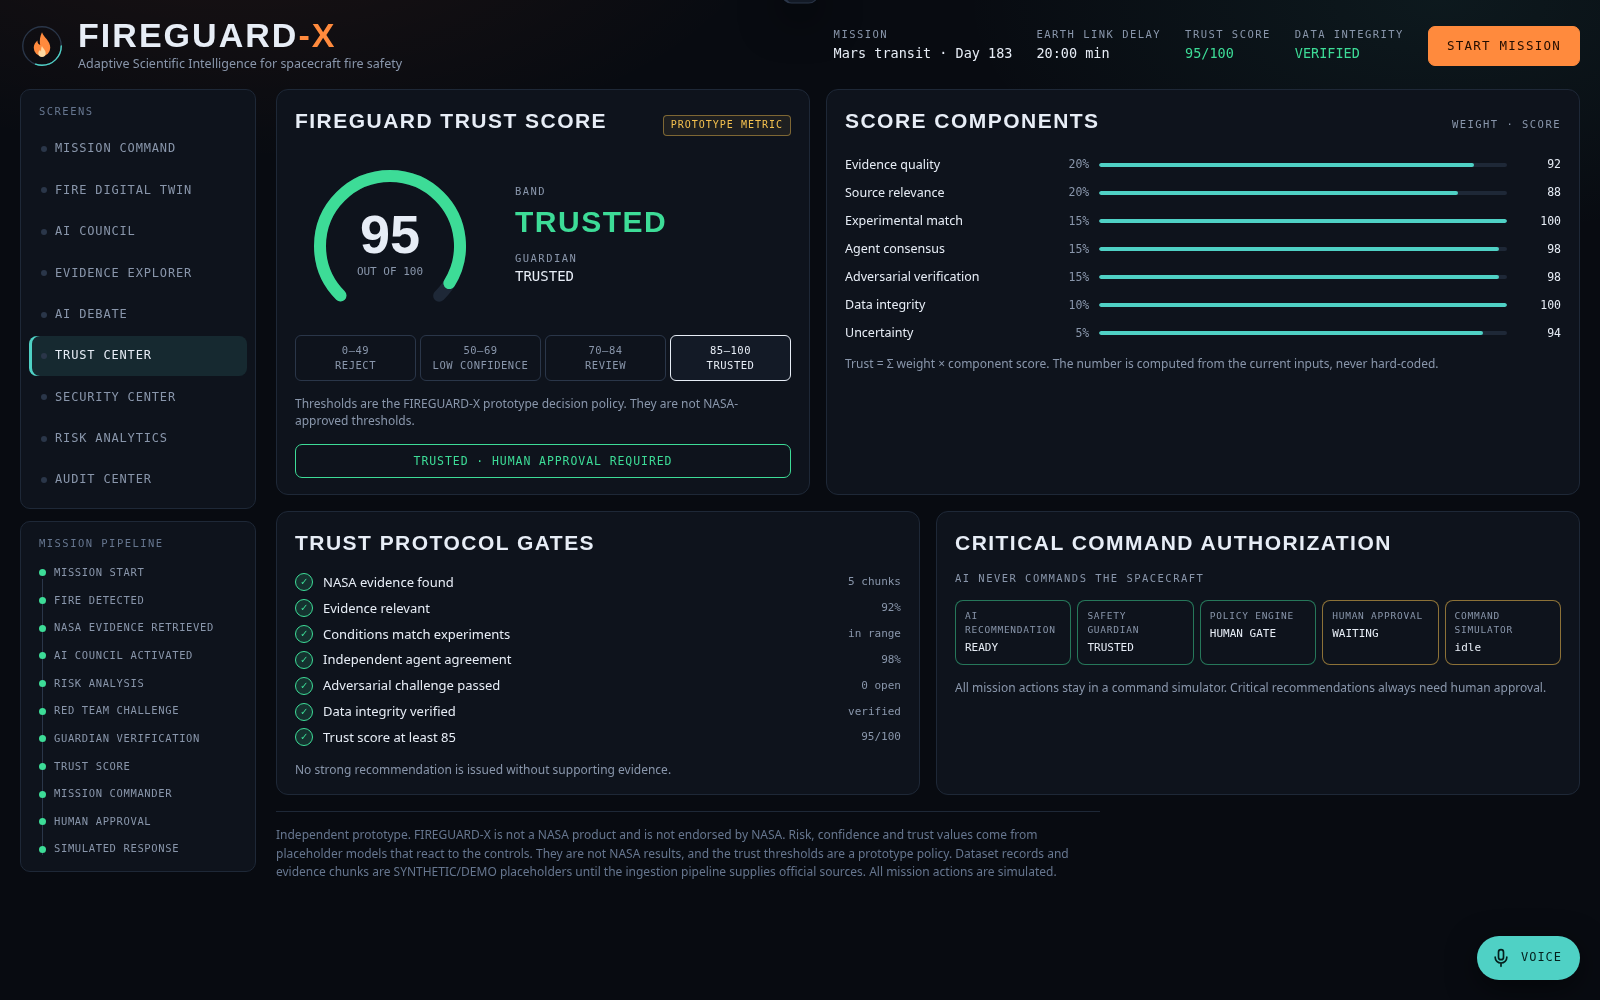 FIREGUARD-X
Adaptive Scientific Intelligence for spacecraft fire safety
MISSION
Mars transit · Day 183
EARTH LINK DELAY
20:00 min
TRUST SCORE
95/100
DATA INTEGRITY
VERIFIED
START MISSION
SCREENS
MISSION COMMAND
FIRE DIGITAL TWIN
AI COUNCIL
EVIDENCE EXPLORER
AI DEBATE
TRUST CENTER
SECURITY CENTER
RISK ANALYTICS
AUDIT CENTER
MISSION PIPELINE
MISSION START
FIRE DETECTED
NASA EVIDENCE RETRIEVED
AI COUNCIL ACTIVATED
RISK ANALYSIS
RED TEAM CHALLENGE
GUARDIAN VERIFICATION
TRUST SCORE
MISSION COMMANDER
HUMAN APPROVAL
SIMULATED RESPONSE
FIREGUARD TRUST SCORE
PROTOTYPE METRIC
95
OUT OF 100
BAND
TRUSTED
GUARDIAN
TRUSTED
0–49
REJECT
50–69
LOW CONFIDENCE
70–84
REVIEW
85–100
TRUSTED
Thresholds are the FIREGUARD-X prototype decision policy. They are not NASA-
approved thresholds.
TRUSTED · HUMAN APPROVAL REQUIRED
SCORE COMPONENTS
WEIGHT · SCORE
Evidence quality 20% 92
Source relevance 20% 88
Experimental match 15% 100
Agent consensus 15% 98
Adversarial verification 15% 98
Data integrity 10% 100
Uncertainty 5% 94
Trust = Σ weight × component score. The number is computed from the current inputs, never hard-coded.
TRUST PROTOCOL GATES
NASA evidence found 5 chunks
Evidence relevant 92%
Conditions match experiments in range
Independent agent agreement 98%
Adversarial challenge passed 0 open
Data integrity verified verified
Trust score at least 85 95/100
No strong recommendation is issued without supporting evidence.
CRITICAL COMMAND AUTHORIZATION
AI NEVER COMMANDS THE SPACECRAFT
AI
RECOMMENDATION
READY
SAFETY
GUARDIAN
TRUSTED
POLICY ENGINE
HUMAN GATE
HUMAN APPROVAL
WAITING
COMMAND
SIMULATOR
idle
All mission actions stay in a command simulator. Critical recommendations always need human approval.
Independent prototype. FIREGUARD-X is not a NASA product and is not endorsed by NASA. Risk, confidence and trust values come from
placeholder models that react to the controls. They are not NASA results, and the trust thresholds are a prototype policy. Dataset records and
evidence chunks are SYNTHETIC/DEMO placeholders until the ingestion pipeline supplies official sources. All mission actions are simulated.
VOICE